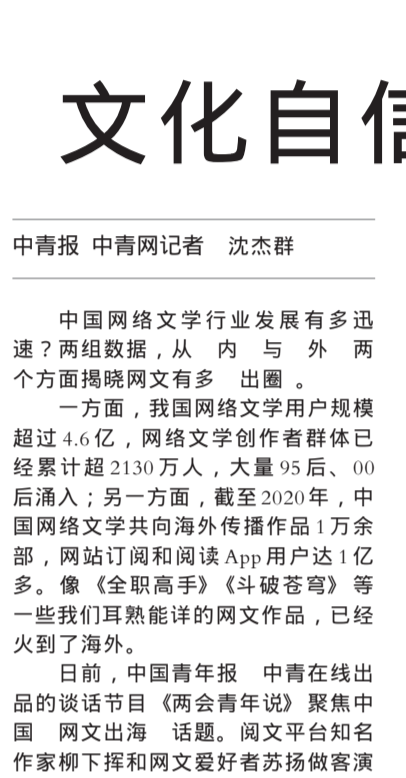 文化自信
中青报 中青网记者 沈杰群
中国网络文学行业发展有多迅
速？两组数据，从 内 与 外 两
个方面揭晓网文有多 出圈 。
一方面，我国网络文学用户规模
超过4.6亿，网络文学创作者群体已
经累计超2130万人，大量95后、00
后涌入；另一方面，截至2020年，中
国网络文学共向海外传播作品1万余
部，网站订阅和阅读App用户达1亿
多。像《全职高手》《斗破苍穹》等
一些我们耳熟能详的网文作品，已经
火到了海外。
日前，中国青年报 中青在线出
品的谈话节目《两会青年说》聚焦中
国 网文出海 话题。阅文平台知名
作家柳下挥和网文爱好者苏扬做客演